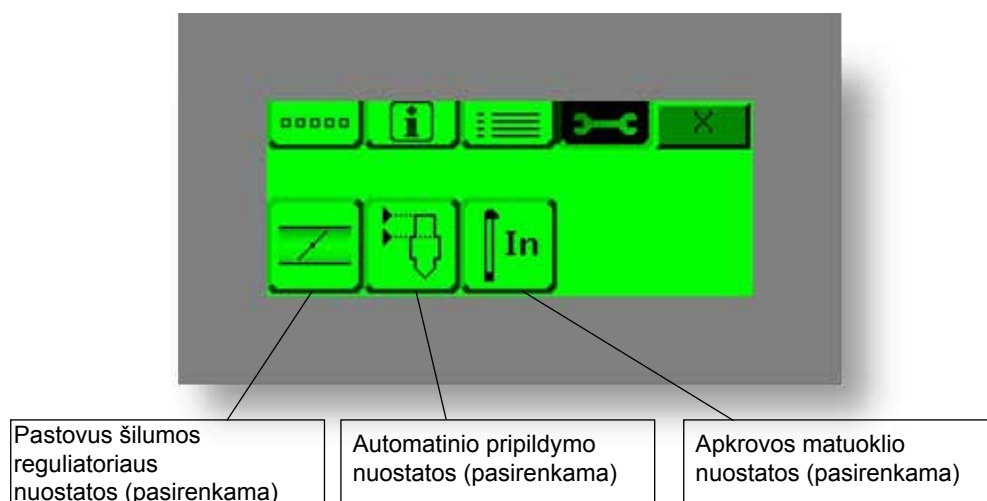 X
In
Pastovus šilumos
reguliatoriaus
nuostatos (pasirenkama)
Automatinio pripildymo
nuostatos (pasirenkama)
Apkrovos matuoklio
nuostatos (pasirenkama)